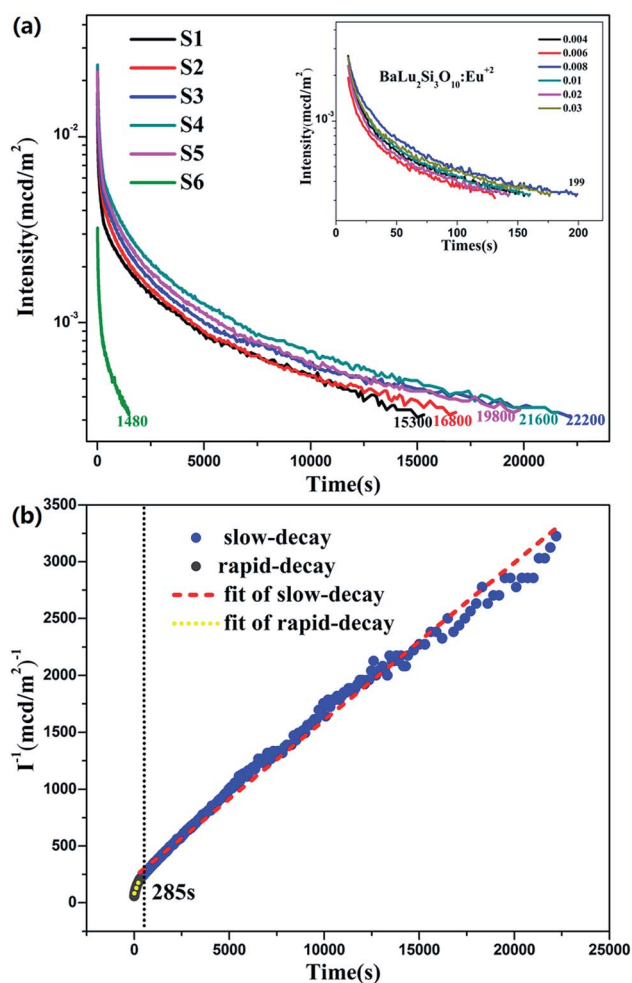 (a)
S1
S2
S3
S4
S5
S6
BaLu2Si3O10:Eu+2
0.004
0.006
0.008
0.01
0.02
0.03
Intensity(mcd/m2)
10-3
199
0 50 100 150 200
Times(s)
Intensity(mcd/m2)
10-2
10-3
1480 15300 16800 19800 21600 22200
0 5000 10000 15000 20000
Time(s)
(b)
slow-decay
rapid-decay
fit of slow-decay
fit of rapid-decay
I-1(mcd/m2)-1
3500
3000
2500
2000
1500
1000
500
0
285s
0 5000 10000 15000 20000 25000
Time(s)